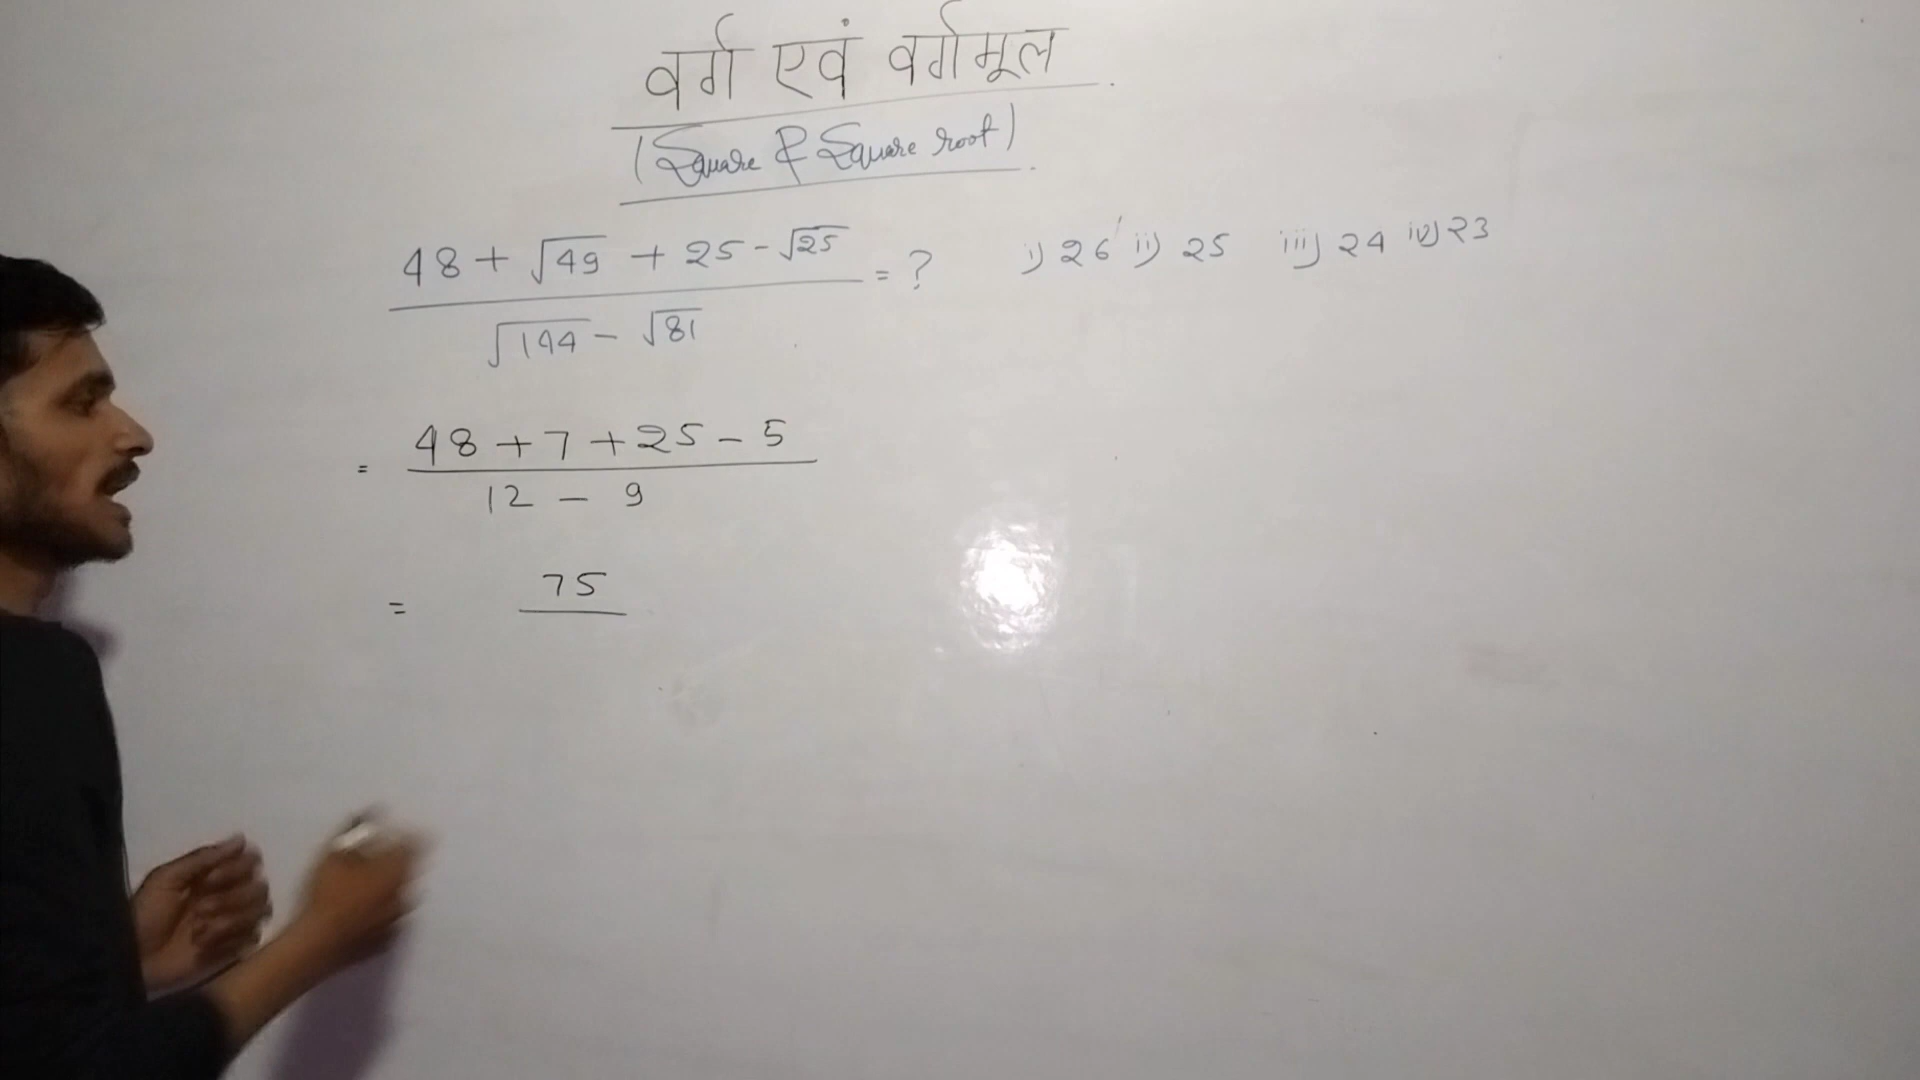 वर्ग एवं वर्गमूल
(Square & Square root)
48 + √49 + 25 - √25 / √144 - √81 = ? i) 26 ii) 25 iii) 24 iv) 23
= 48 + 7 + 25 - 5 / 12 - 9
= 75